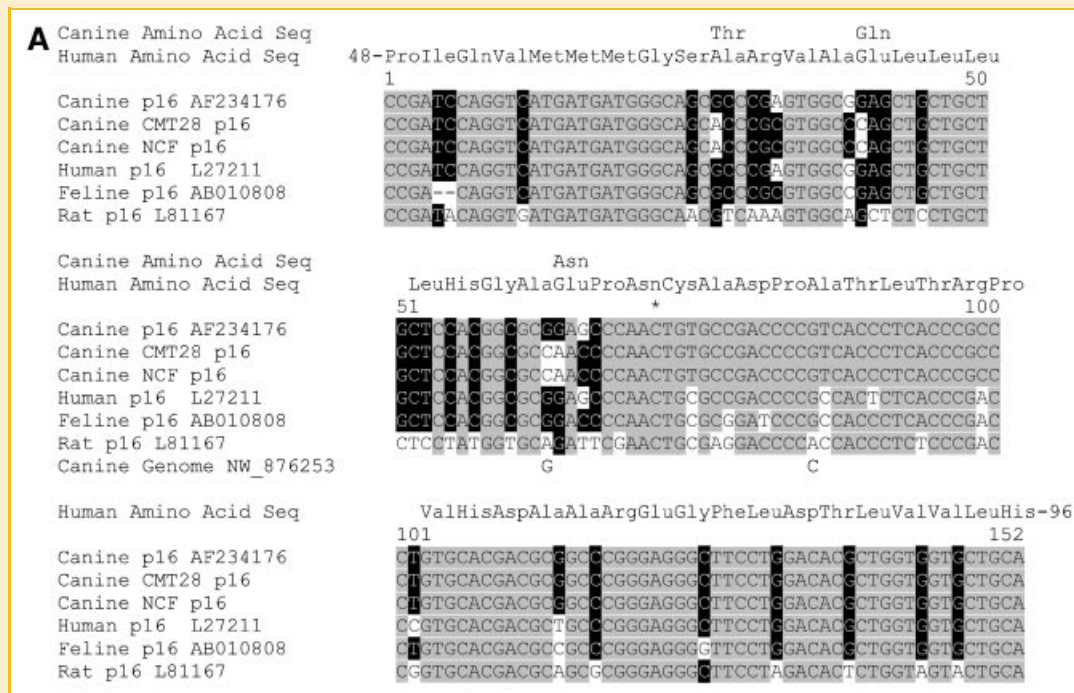 A
Canine Amino Acid Seq Thr Gln
Human Amino Acid Seq 48-ProIleGlnValMetMetMetGlySerAlaArgValAlaGluLeuLeuLeu
1 50
Canine p16 AF234176 CCGATCCAGGTCATGATGATGGGCAGCGCCCGAGTGGCGGAGCTGCTGCT
Canine CMT28 p16 CCGATCCAGGTCATGATGATGGGCAGCACCCGCGTGGCCCAGCTGCTGCT
Canine NCF p16 CCGATCCAGGTCATGATGATGGGCAGCACCCGCGTGGCCCAGCTGCTGCT
Human p16 L27211 CCGATCCAGGTCATGATGATGGGCAGCGCCCGAGTGGCGGAGCTGCTGCT
Feline p16 AB010808 CCGA--CAGGTCATGATGATGGGCAGCGCCCGCGTGGCCGAGCTGCTGCT
Rat p16 L81167 CCGATACAGGTGATGATGATGGGCAACGTCAAAGTGGCAGCTCTCCTGCT
Canine Amino Acid Seq Asn
Human Amino Acid Seq LeuHisGlyAlaGluProAsnCysAlaAspProAlaThrLeuThrArgPro
51 * 100
Canine p16 AF234176 GCTCCACGGCGCGGAGCCCAACTGTGCCGACCCCGTCACCCTCACCCGCC
Canine CMT28 p16 GCTCCACGGCGCCAACCCCAACTGTGCCGACCCCGTCACCCTCACCCGCC
Canine NCF p16 GCTCCACGGCGCCAACCCCAACTGTGCCGACCCCGTCACCCTCACCCGCC
Human p16 L27211 GCTCCACGGCGCGGAGCCCAACTGCGCCGACCCCGCCACTCTCACCCGAC
Feline p16 AB010808 GCTCCACGGCGCGGACCCCAACTGCGCGGATCCCGCCACCCTCACCCGCC
Rat p16 L81167 CTCCTATGGTGCAGATTCGAACTGCGAGGACCCCACCACCCTCTCCCGAC
Canine Genome NW_876253 G C
Human Amino Acid Seq ValHisAspAlaAlaArgGluGlyPheLeuAspThrLeuValValLeuHis-96
101 152
Canine p16 AF234176 CTGTGCACGACGCGGCCCGGGAGGGCTTCCTGGACACGCTGGTGGTGCTGCA
Canine CMT28 p16 CTGTGCACGACGCGGCCCGGGAGGGCTTCCTGGACACGCTGGTGGTGCTGCA
Canine NCF p16 CTGTGCACGACGCGGCCCGGGAGGGCTTCCTGGACACGCTGGTGGTGCTGCA
Human p16 L27211 CCGTGCACGACGCTGCCCGGGAGGGCTTCCTGGACACGCTGGTGGTGCTGCA
Feline p16 AB010808 CTGTGCACGACGCCGCCCGGGAGGGGTTCCTGGACACGCTGGTGGTGCTGCA
Rat p16 L81167 CGGTGCACGACGCAGCGCGGGAGGGCTTCCTAGACACTCTGGTAGTACTGCA